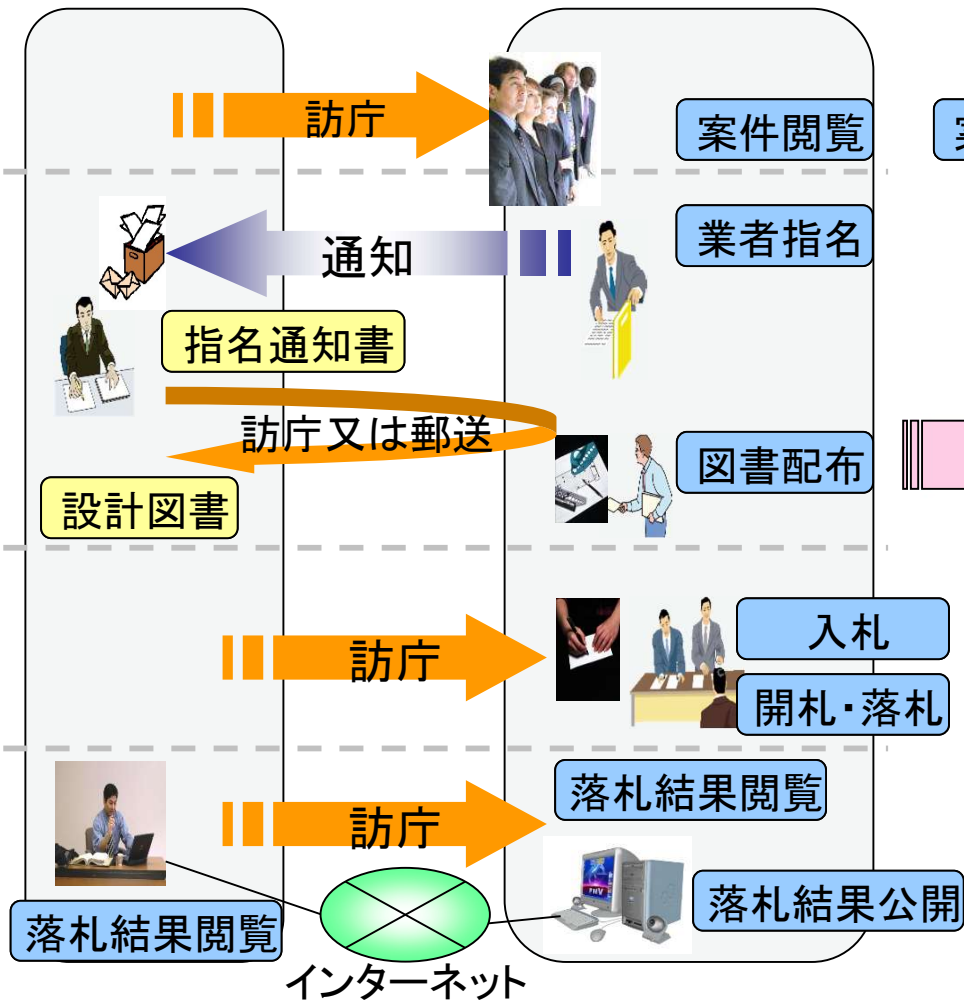 訪庁
案件閲覧
通知
業者指名
指名通知書
訪庁又は郵送
図書配布
設計図書
訪庁
入札
開札・落札
訪庁
落札結果閲覧
落札結果閲覧
落札結果公開
インターネット